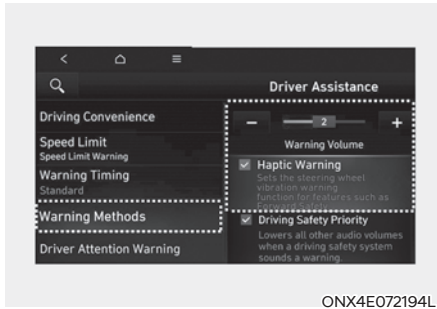 Driver Assistance
Driving Convenience
Speed Limit
Speed Limit Warning
Warning Timing
Standard
Warning Methods
Driver Attention Warning
− 2 +
Warning Volume
Haptic Warning
Sets the steering wheel
vibration warning
function for features such as
Forward Safety.
Driving Safety Priority
Lowers all other audio volumes
when a driving safety system
sounds a warning.
ONX4E072194L